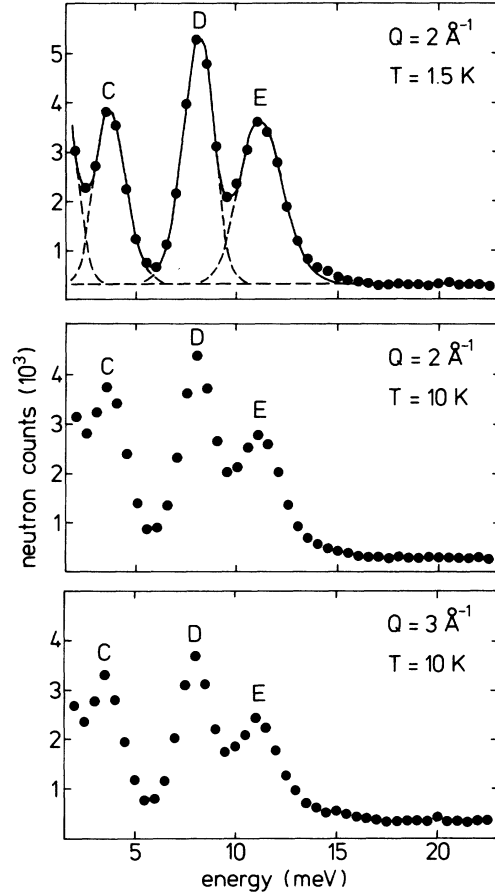 D
Q = 2 Å⁻¹
T = 1.5 K
C
E
5
4
3
2
1
D
Q = 2 Å⁻¹
T = 10 K
C
E
4
3
2
1
neutron counts (10³)
D
Q = 3 Å⁻¹
T = 10 K
C
E
4
3
2
1
5 10 15 20
energy (meV)